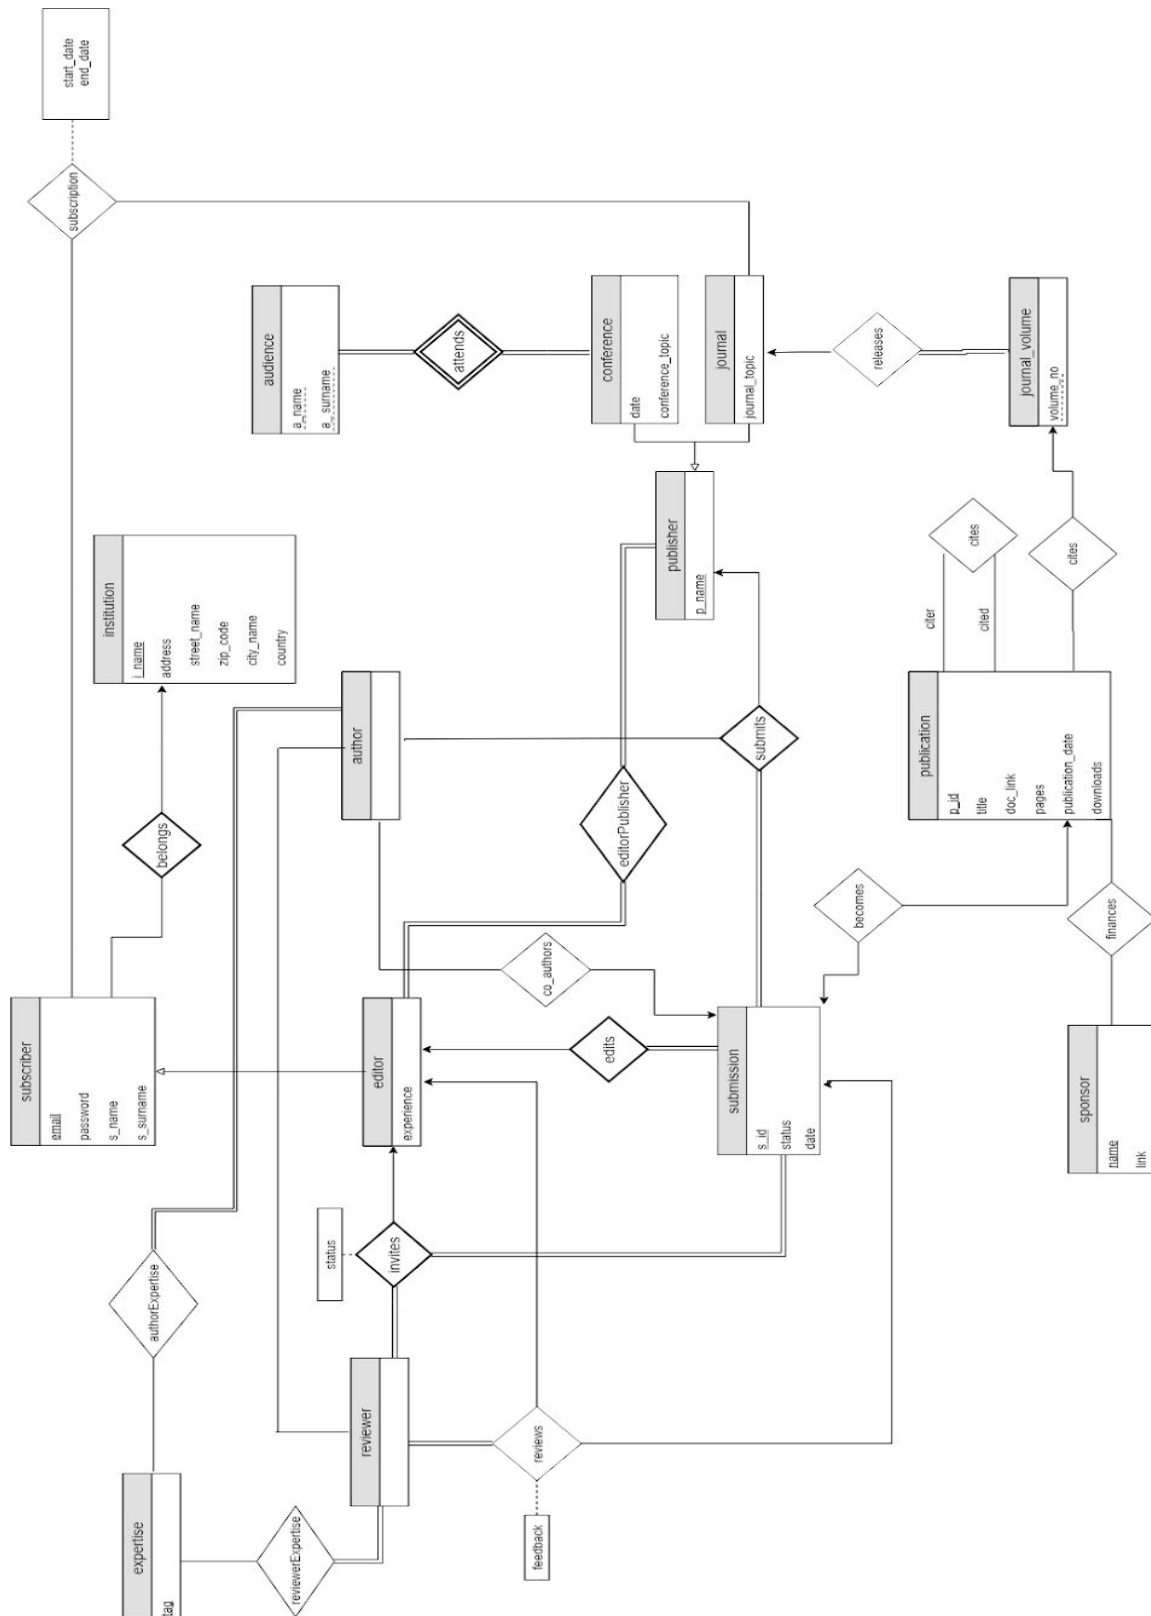 start_date
end_date
subscription
audience
a_name
a_surname
attends
conference
date
conference_topic
journal
journal_topic
releases
journal_volume
volume_no
institution
i_name
address
street_name
zip_code
city_name
country
belongs
publisher
p_name
cites
citer
cited
cites
author
submits
editorPublisher
publication
p_id
title
doc_link
pages
publication_date
downloads
becomes
finances
co_authors
subscriber
email
password
s_name
s_surname
editor
experience
edits
submission
s_id
status
date
sponsor
name
link
authorExpertise
status
invites
reviewer
reviews
feedback
expertise
tag
reviewerExpertise